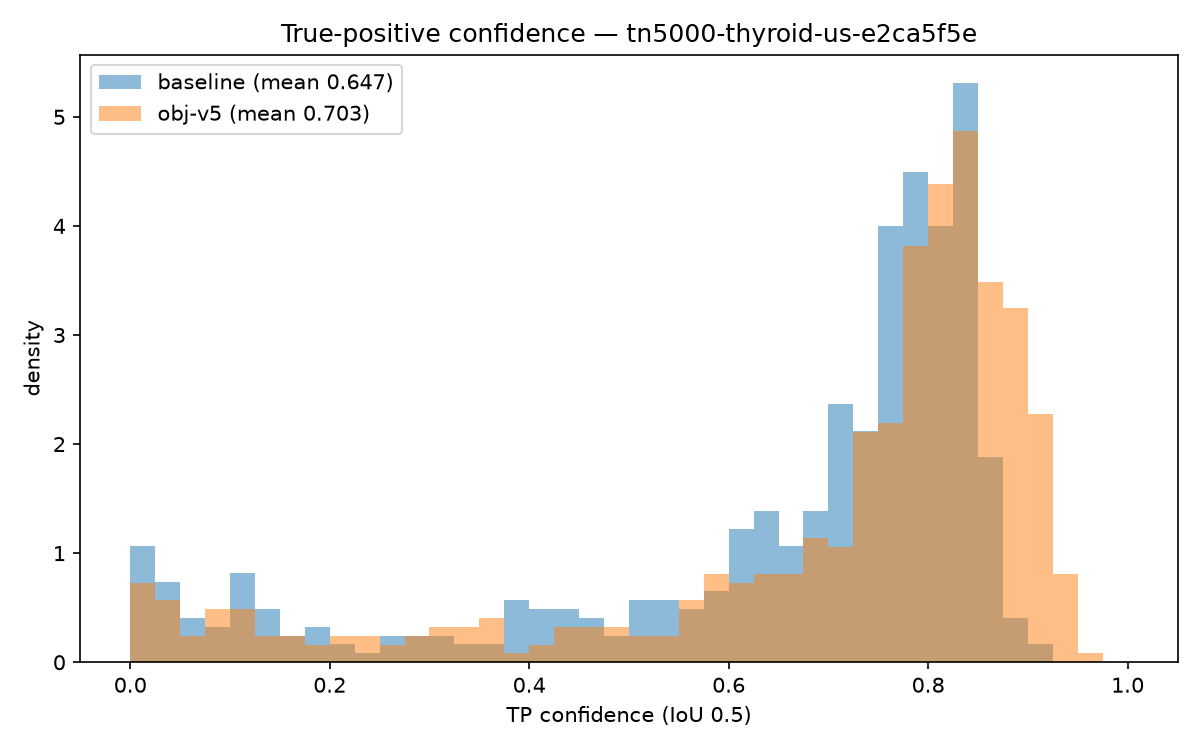 True-positive confidence — tn5000-thyroid-us-e2ca5f5e
baseline (mean 0.647)
obj-v5 (mean 0.703)
density
5
4
3
2
1
0
0.0 0.2 0.4 0.6 0.8 1.0
TP confidence (IoU 0.5)